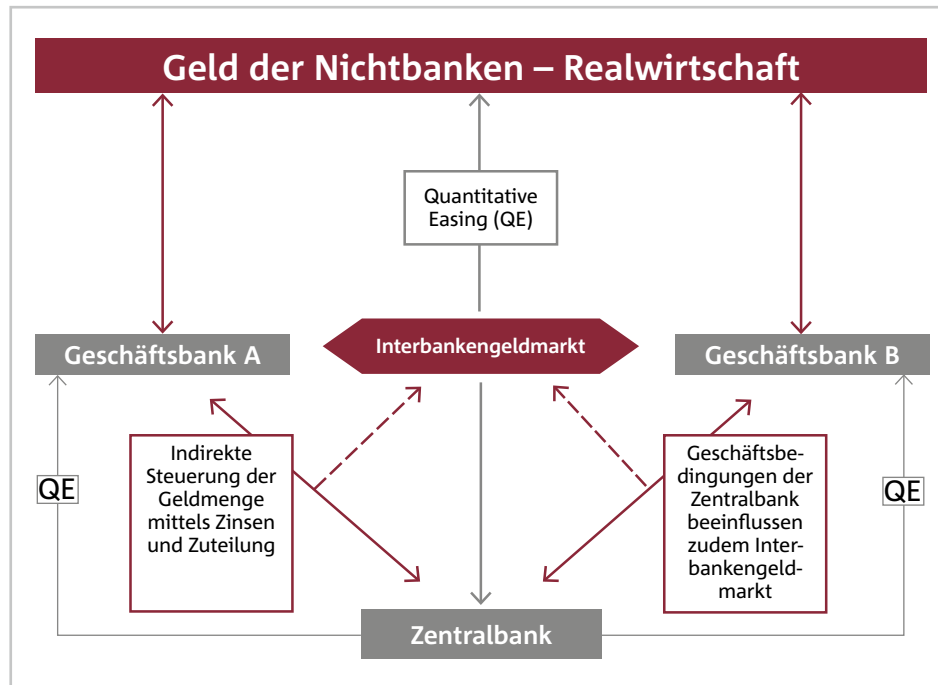 Geld der Nichtbanken – Realwirtschaft
Quantitative
Easing (QE)
Geschäftsbank A
Interbankengeldmarkt
Geschäftsbank B
Indirekte
Steuerung der
Geldmenge
mittels Zinsen
und Zuteilung
Geschäftsbe-
dingungen der
Zentralbank
beeinflussen
zudem Inter-
bankengeld-
markt
QE
QE
Zentralbank